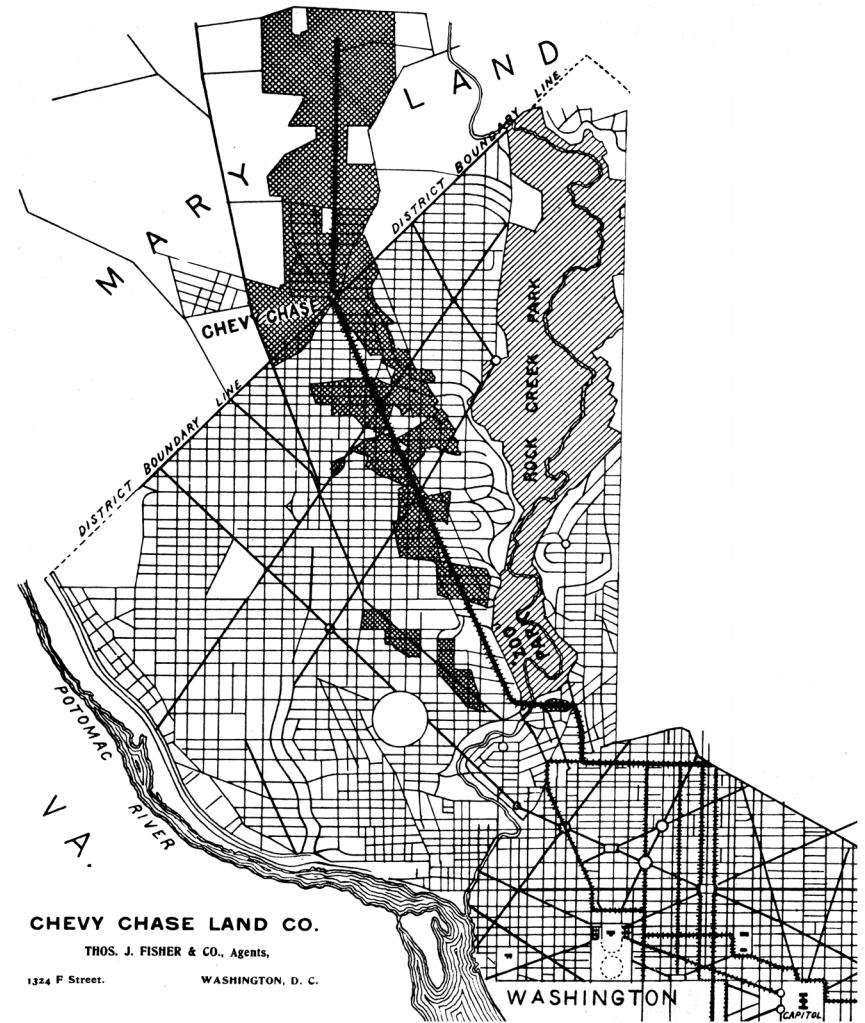 MARYLAND
DISTRICT BOUNDARY LINE
CHEVY CHASE
ROCK CREEK PARK
DISTRICT BOUNDARY LINE
"ZOO"
PARK
POTOMAC
RIVER
VA.
CHEVY CHASE LAND CO.
THOS. J. FISHER & CO., Agents,
1324 F Street. WASHINGTON, D. C.
WASHINGTON
CAPITOL